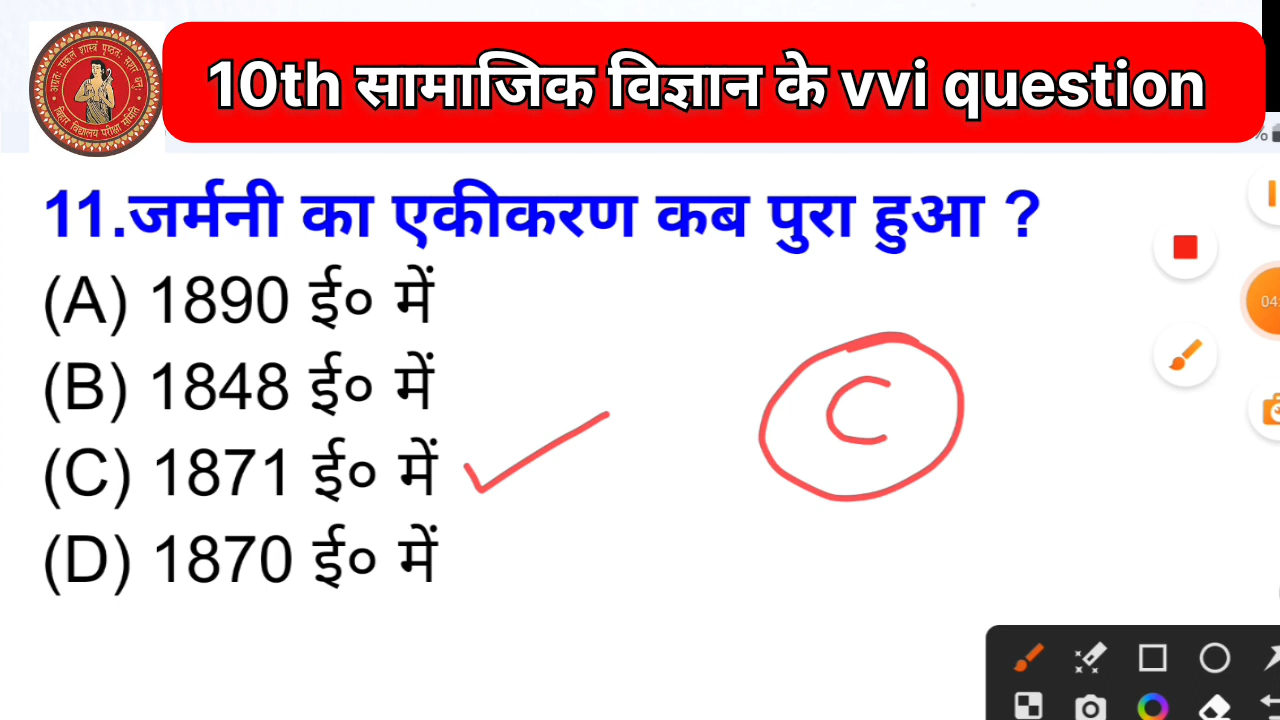 10th सामाजिक विज्ञान के vvi question
11.जर्मनी का एकीकरण कब पुरा हुआ ?
(A) 1890 ई० में
(B) 1848 ई० में
(C) 1871 ई० में
(D) 1870 ई० में
C